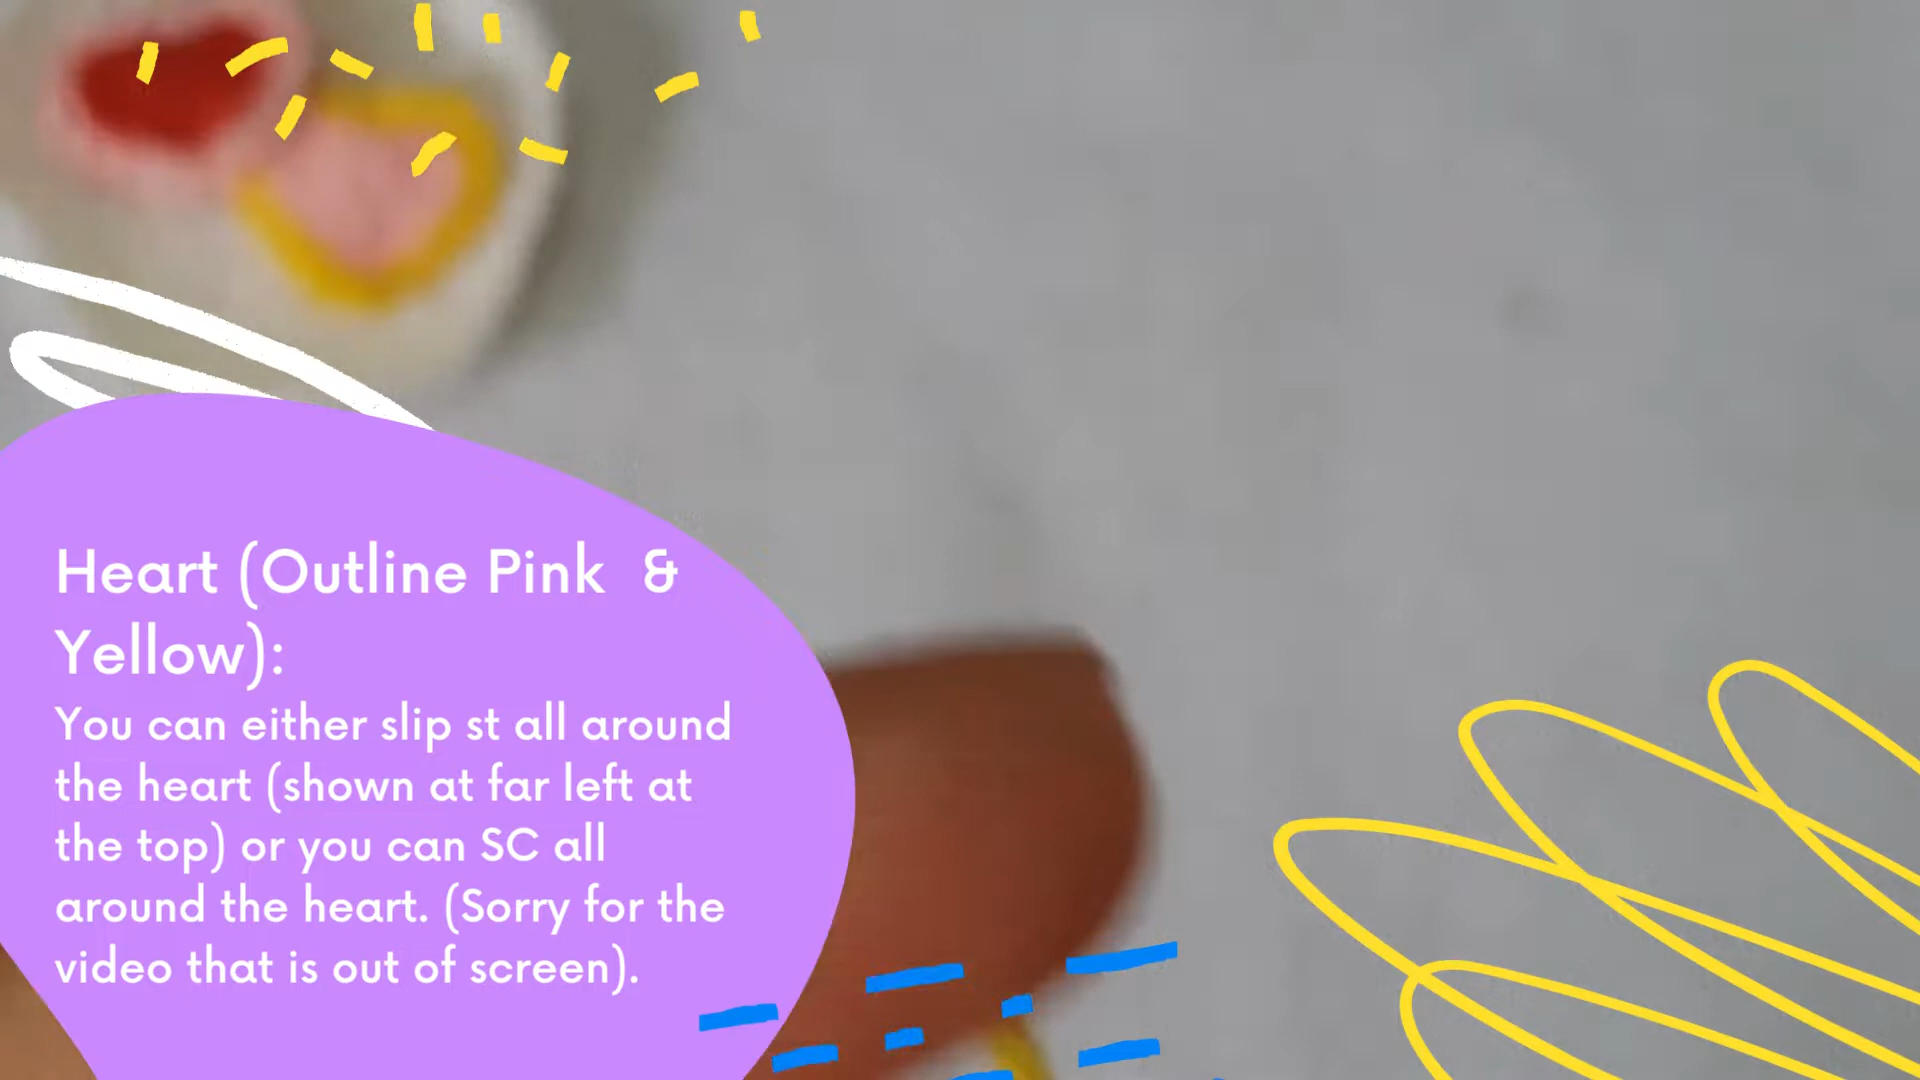 Heart (Outline Pink  &
Yellow):
You can either slip st all around
the heart (shown at far left at
the top) or you can SC all
around the heart. (Sorry for the
video that is out of screen).